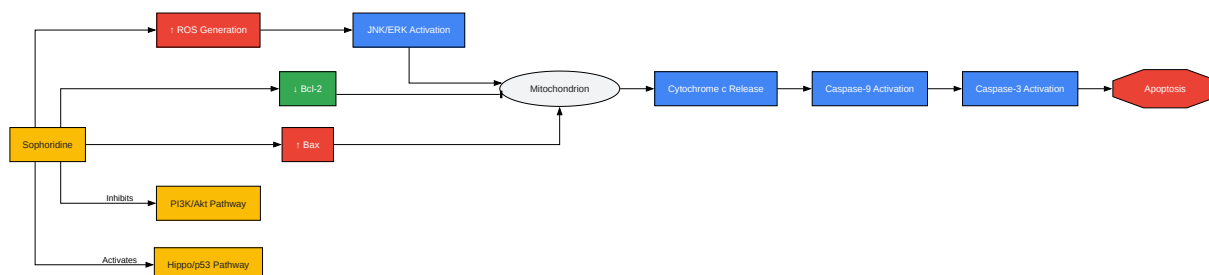 ↑ ROS Generation
JNK/ERK Activation
↓ Bcl-2
Mitochondrion
Cytochrome c Release
Caspase-9 Activation
Caspase-3 Activation
Apoptosis
Sophoridine
↑ Bax
Inhibits
PI3K/Akt Pathway
Activates
Hippo/p53 Pathway